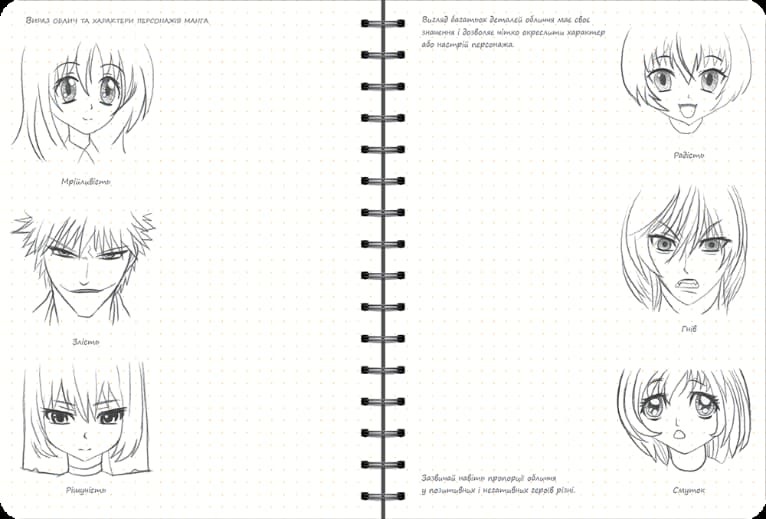 Вираз облич та характери персонажів манга
Мрійливість
Злість
Рішучість
Вигляд багатьох деталей обличчя має своє
значення і дозволяє чітко окреслити характер
або настрій персонажа.
Радість
Гнів
Смуток
Зазвичай навіть пропорції обличчя
у позитивних і негативних героїв різні.